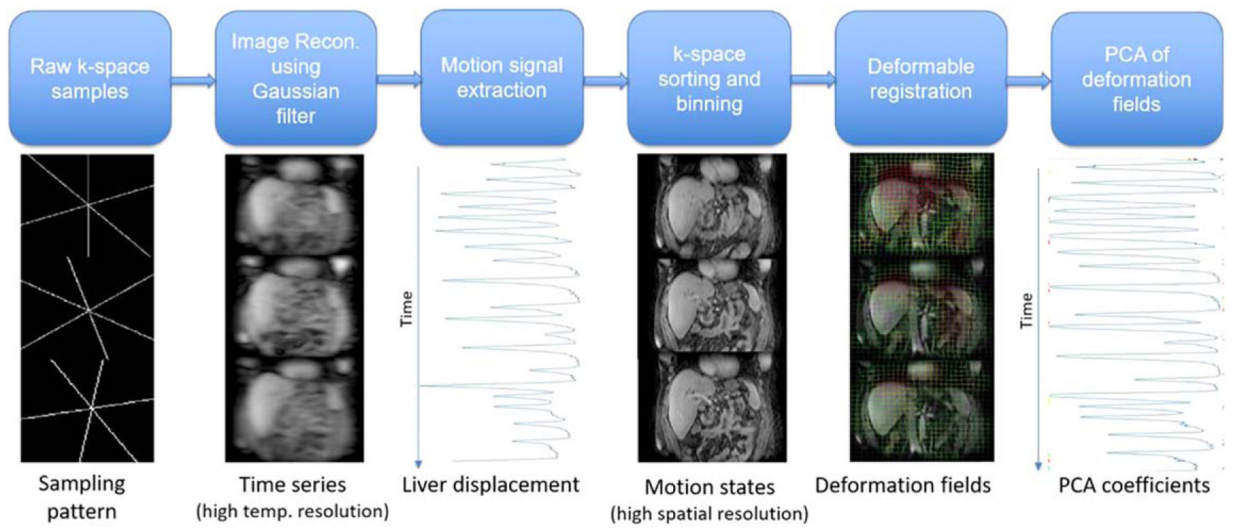 Raw k-space
samples
Image Recon.
using
Gaussian
filter
Motion signal
extraction
k-space
sorting and
binning
Deformable
registration
PCA of
deformation
fields
Time
Time
Sampling
pattern
Time series
(high temp. resolution)
Liver displacement
Motion states
(high spatial resolution)
Deformation fields
PCA coefficients